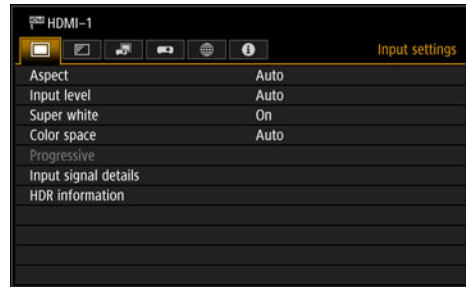 HDMI-1
Input settings
Aspect Auto
Input level Auto
Super white On
Color space Auto
Progressive
Input signal details
HDR information